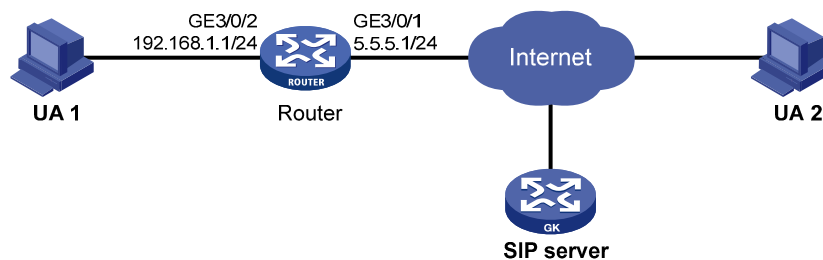 GE3/0/2
192.168.1.1/24
GE3/0/1
5.5.5.1/24
Internet
ROUTER
UA 1
Router
UA 2
GK
SIP server